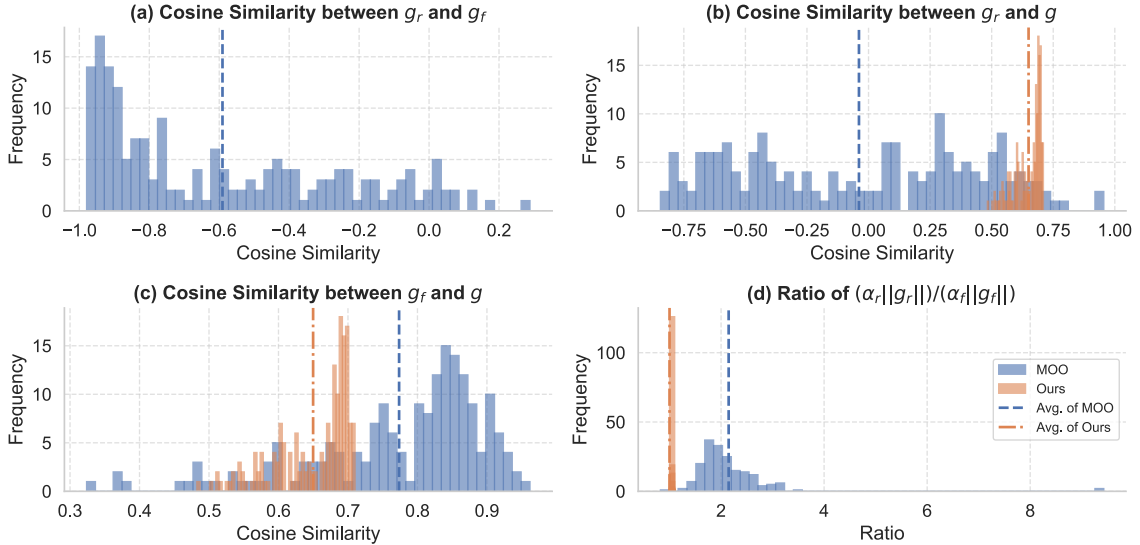 (a) Cosine Similarity between g_r and g_f
Frequency
15
10
5
0
−1.0 −0.8 −0.6 −0.4 −0.2 0.0 0.2
Cosine Similarity
(b) Cosine Similarity between g_r and g
Frequency
15
10
5
0
−0.75 −0.50 −0.25 0.00 0.25 0.50 0.75 1.00
Cosine Similarity
(c) Cosine Similarity between g_f and g
Frequency
15
10
5
0
0.3 0.4 0.5 0.6 0.7 0.8 0.9
Cosine Similarity
(d) Ratio of (α_r||g_r||)/(α_f||g_f||)
Frequency
100
50
0
2 4 6 8
Ratio
MOO
Ours
Avg. of MOO
Avg. of Ours